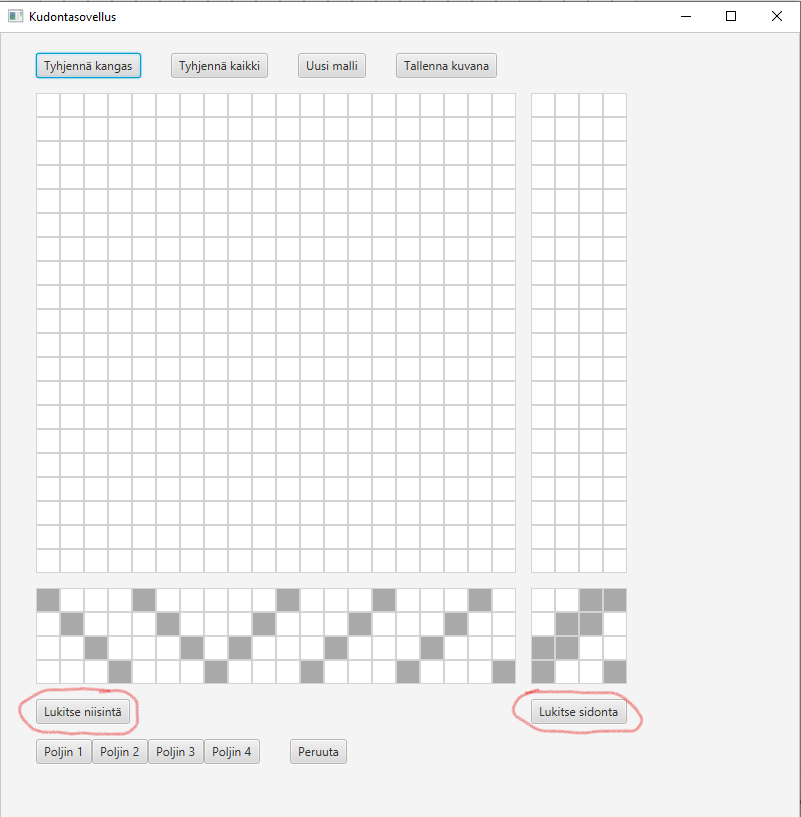 Kudontasovellus
Tyhjennä kangas Tyhjennä kaikki Uusi malli Tallenna kuvana
Lukitse niisintä Lukitse sidonta
Poljin 1 Poljin 2 Poljin 3 Poljin 4 Peruuta